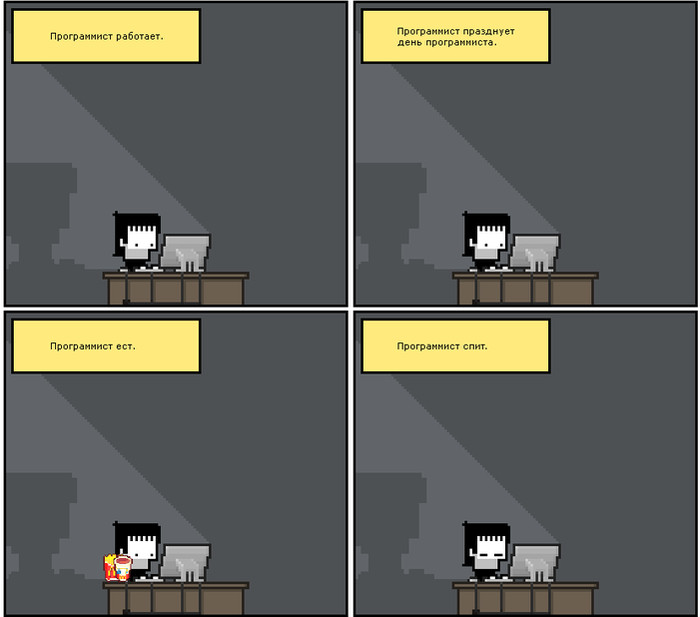 Программист работает.
Программист празднует
день программиста.
Программист ест.
Программист спит.